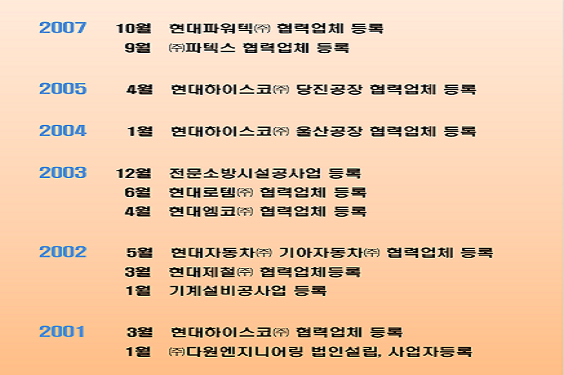 2007 10월 현대파워텍㈜ 협력업체 등록
9월 ㈜파텍스 협력업체 등록
2005 4월 현대하이스코㈜ 당진공장 협력업체 등록
2004 1월 현대하이스코㈜ 울산공장 협력업체 등록
2003 12월 전문소방시설공사업 등록
6월 현대로템㈜ 협력업체 등록
4월 현대엠코㈜ 협력업체 등록
2002 5월 현대자동차㈜ 기아자동차㈜ 협력업체 등록
3월 현대제철㈜ 협력업체등록
1월 기계설비공사업 등록
2001 3월 현대하이스코㈜ 협력업체 등록
1월 ㈜다원엔지니어링 법인설립, 사업자등록